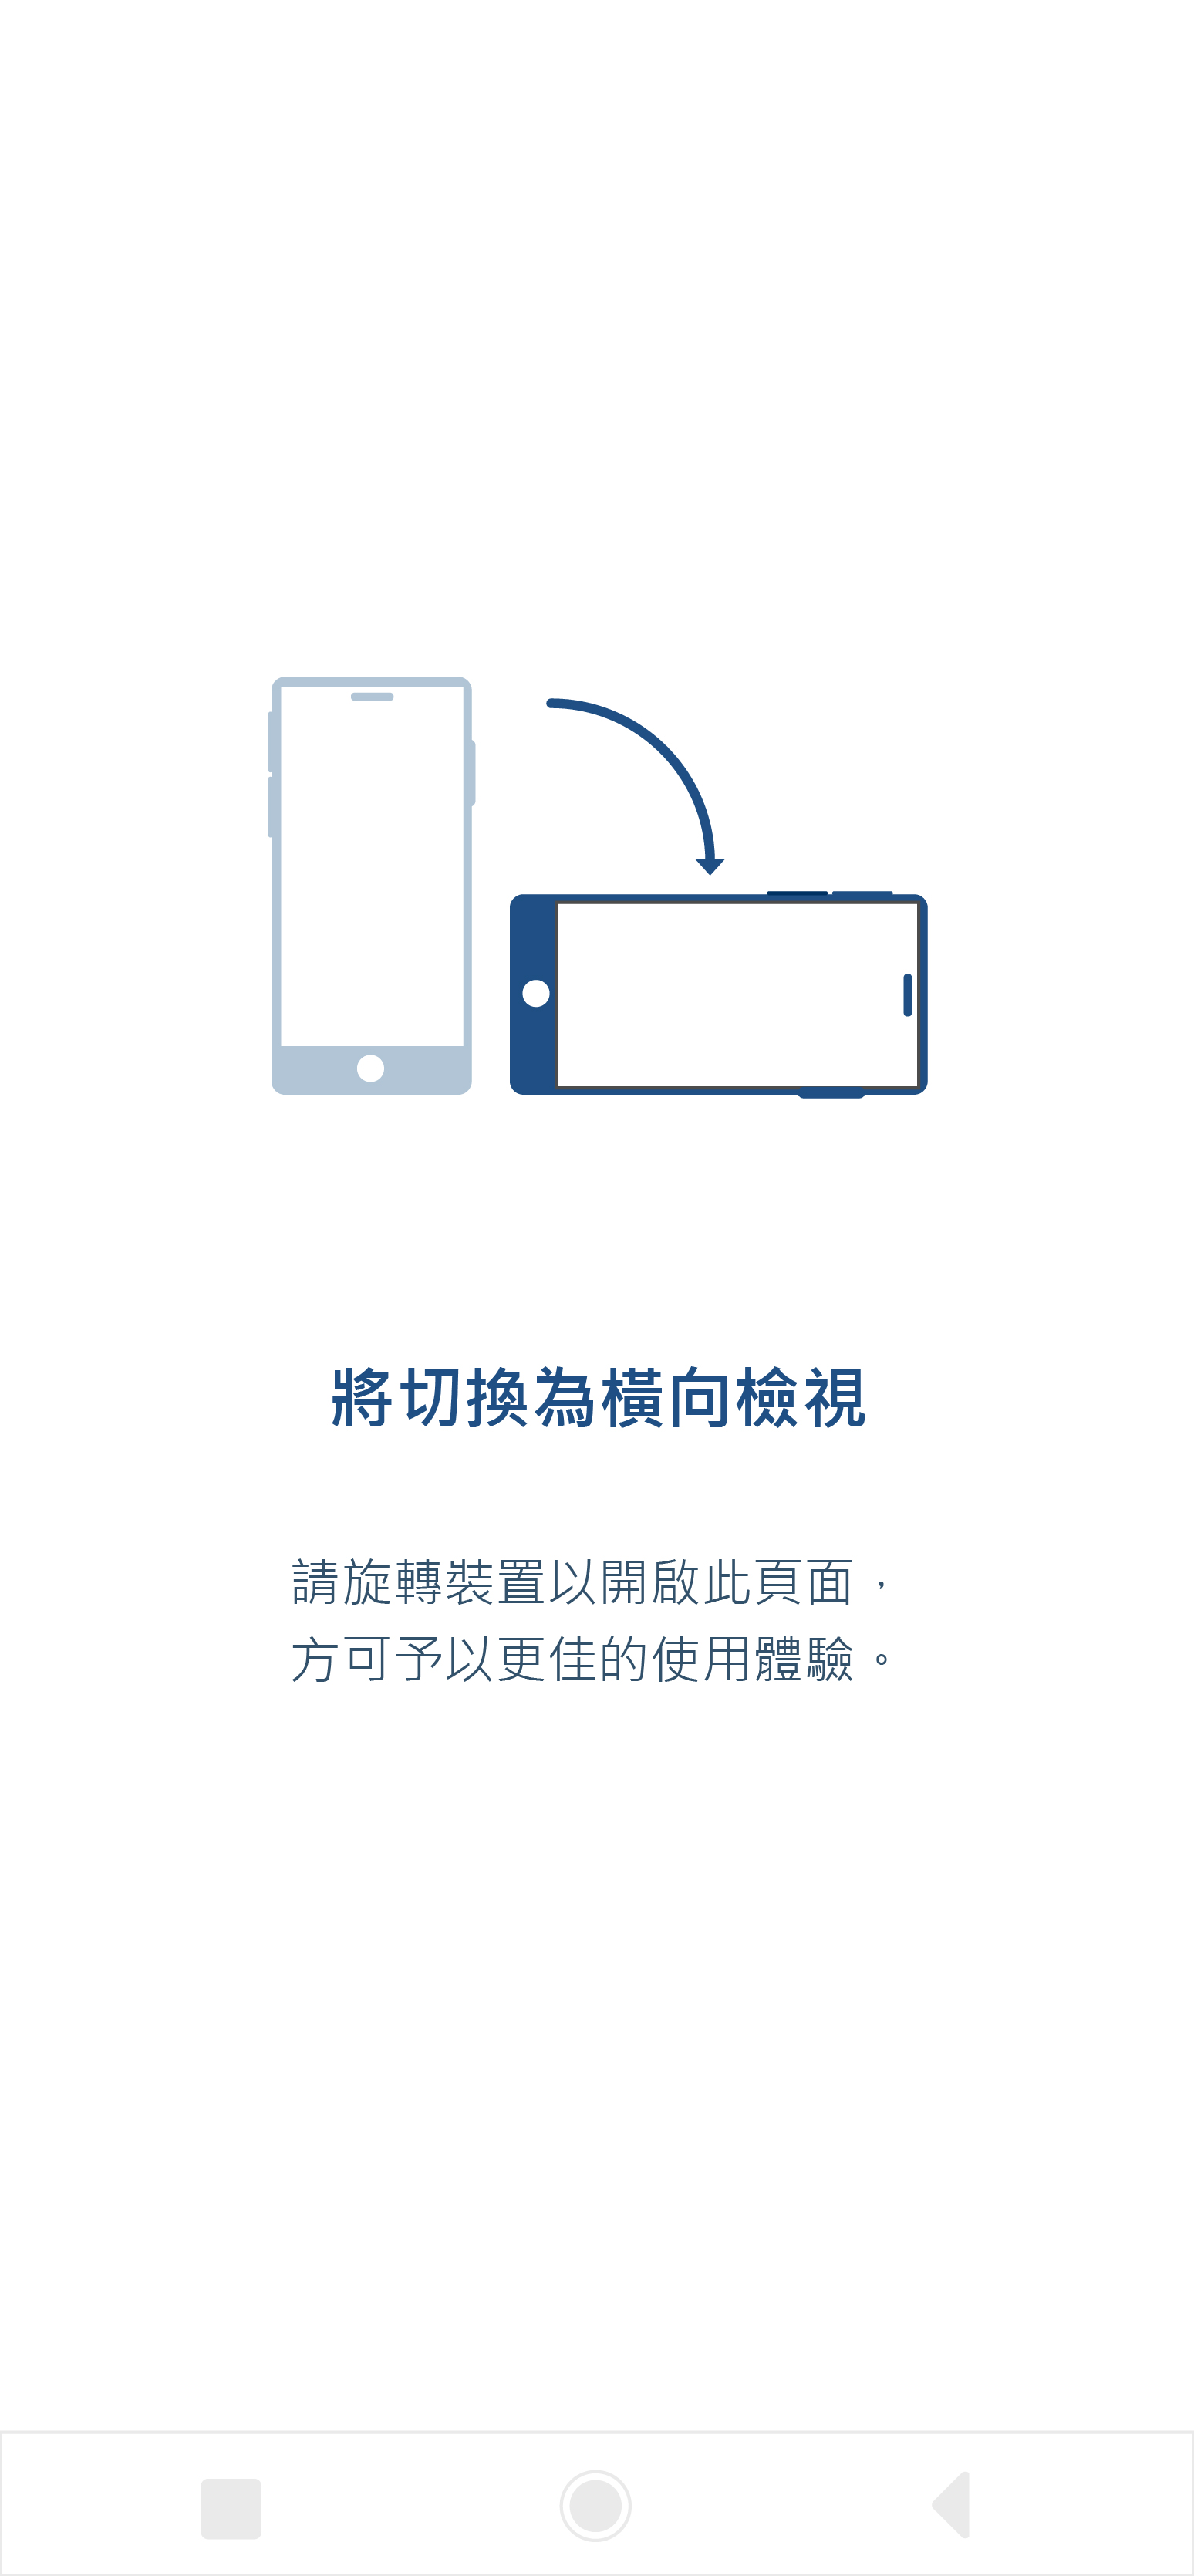 將切換為橫向檢視
請旋轉裝置以開啟此頁面，
方可予以更佳的使用體驗。